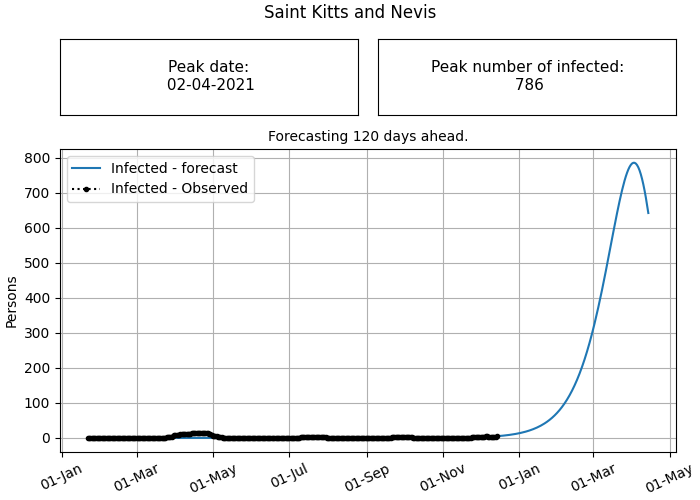 Saint Kitts and Nevis
Peak date:
02-04-2021
Peak number of infected:
786
Forecasting 120 days ahead.
Infected - forecast
Infected - Observed
Persons
800
700
600
500
400
300
200
100
0
01-Jan
01-Mar
01-May
01-Jul
01-Sep
01-Nov
01-Jan
01-Mar
01-May